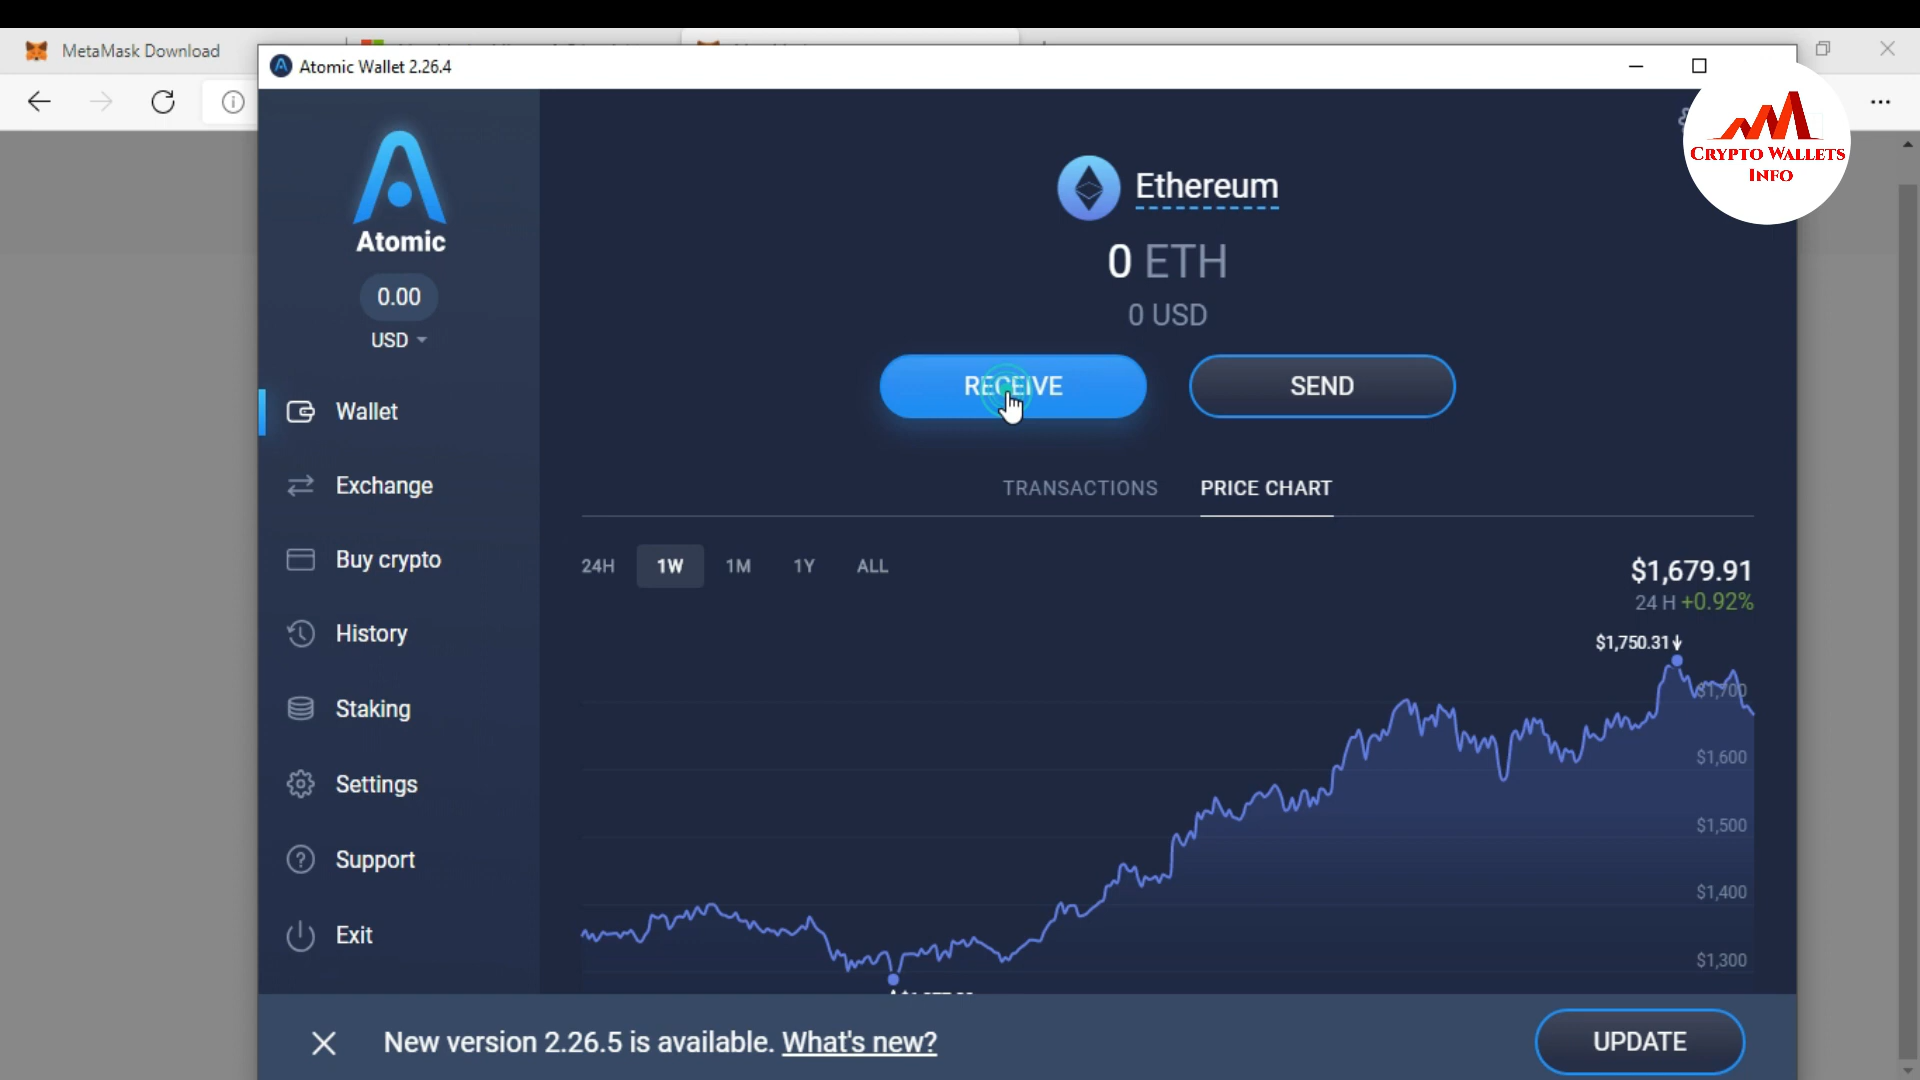 MetaMask Download
Atomic Wallet 2.26.4
CRYPTO WALLETS
INFO
Atomic
0.00
USD
Wallet
Exchange
Buy crypto
History
Staking
Settings
Support
Exit
Ethereum
0 ETH
0 USD
RECEIVE
SEND
TRANSACTIONS
PRICE CHART
24H 1W 1M 1Y ALL
$1,679.91
24 H +0.92%
$1,750.31
$1,700
$1,600
$1,500
$1,400
$1,300
New version 2.26.5 is available. What's new?
UPDATE